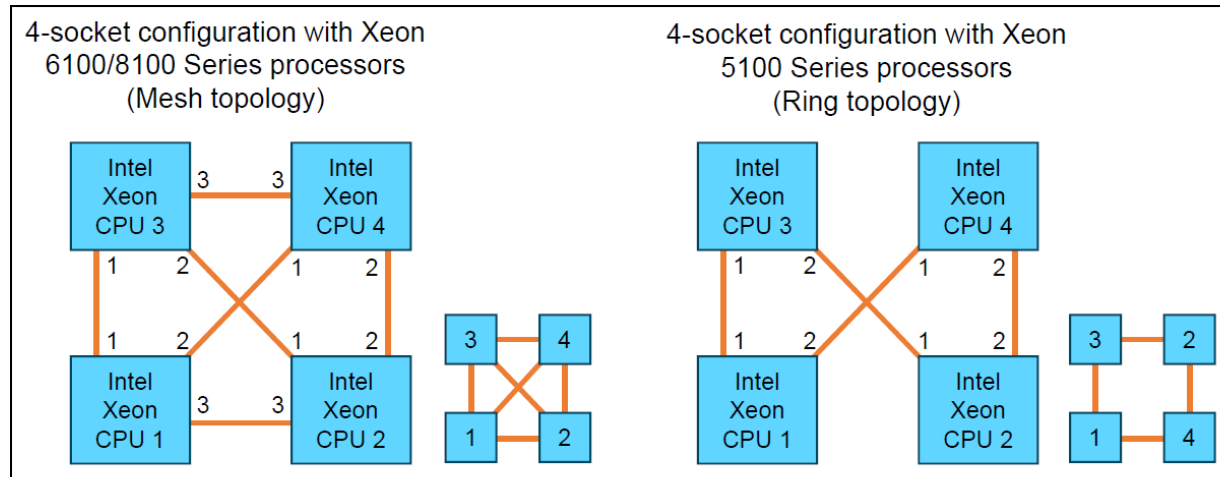 4-socket configuration with Xeon
6100/8100 Series processors
(Mesh topology)
Intel
Xeon
CPU 3
3 3
Intel
Xeon
CPU 4
1 2 1 2
1 2 1 2
Intel
Xeon
CPU 1
3 3
Intel
Xeon
CPU 2
3 4
1 2
4-socket configuration with Xeon
5100 Series processors
(Ring topology)
Intel
Xeon
CPU 3
Intel
Xeon
CPU 4
1 2 1 2
1 2 1 2
Intel
Xeon
CPU 1
Intel
Xeon
CPU 2
3 2
1 4